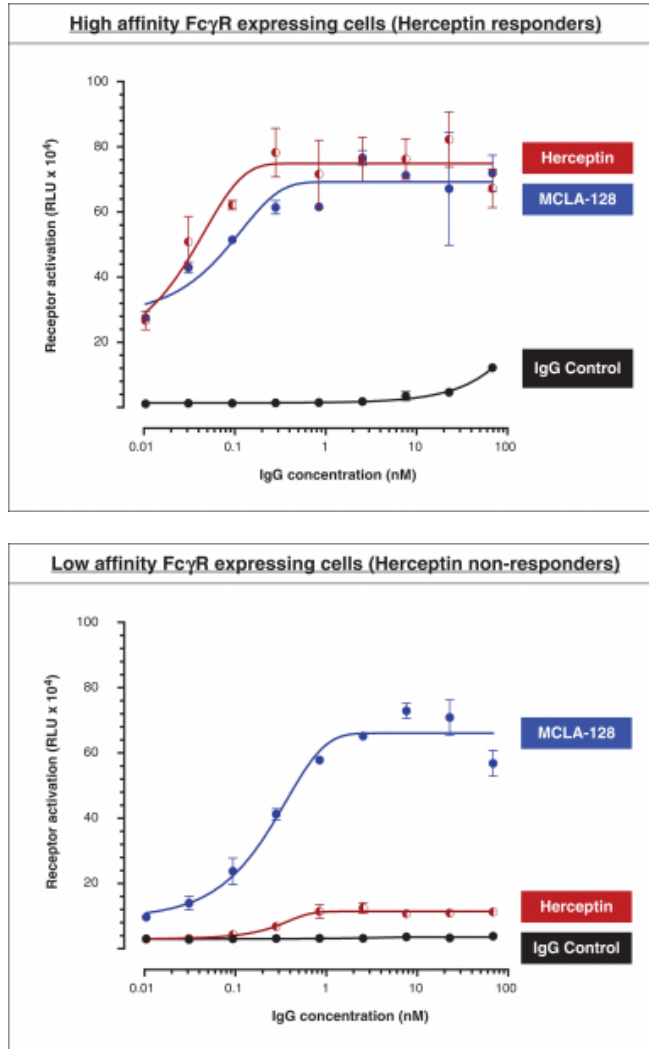 High affinity FcγR expressing cells (Herceptin responders)
100
80
60
40
20
Receptor activation (RLU x 10⁴)
Herceptin
MCLA-128
IgG Control
0.01 0.1 1 10 100
IgG concentration (nM)
Low affinity FcγR expressing cells (Herceptin non-responders)
100
80
60
40
20
Receptor activation (RLU x 10⁴)
MCLA-128
Herceptin
IgG Control
0.01 0.1 1 10 100
IgG concentration (nM)